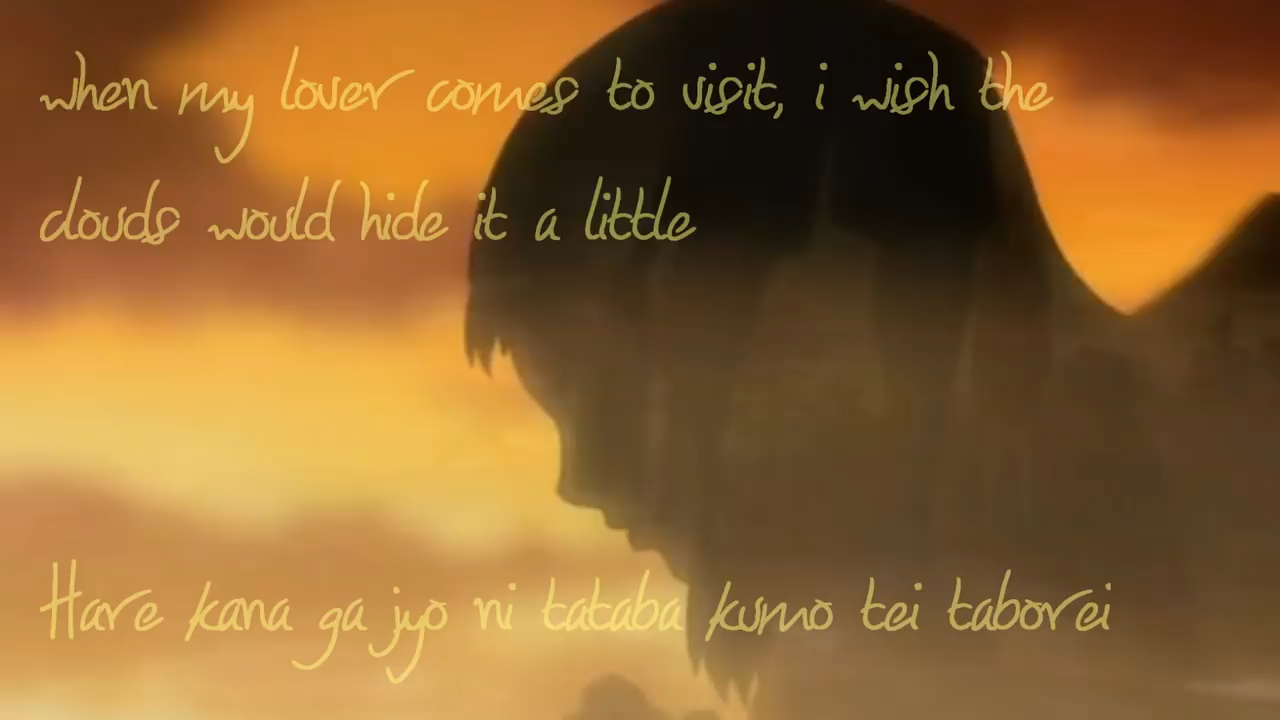 when my lover comes to visit, i wish the
clouds would hide it a little
Hare kana ga jyo ni tataba kumo tei taborei